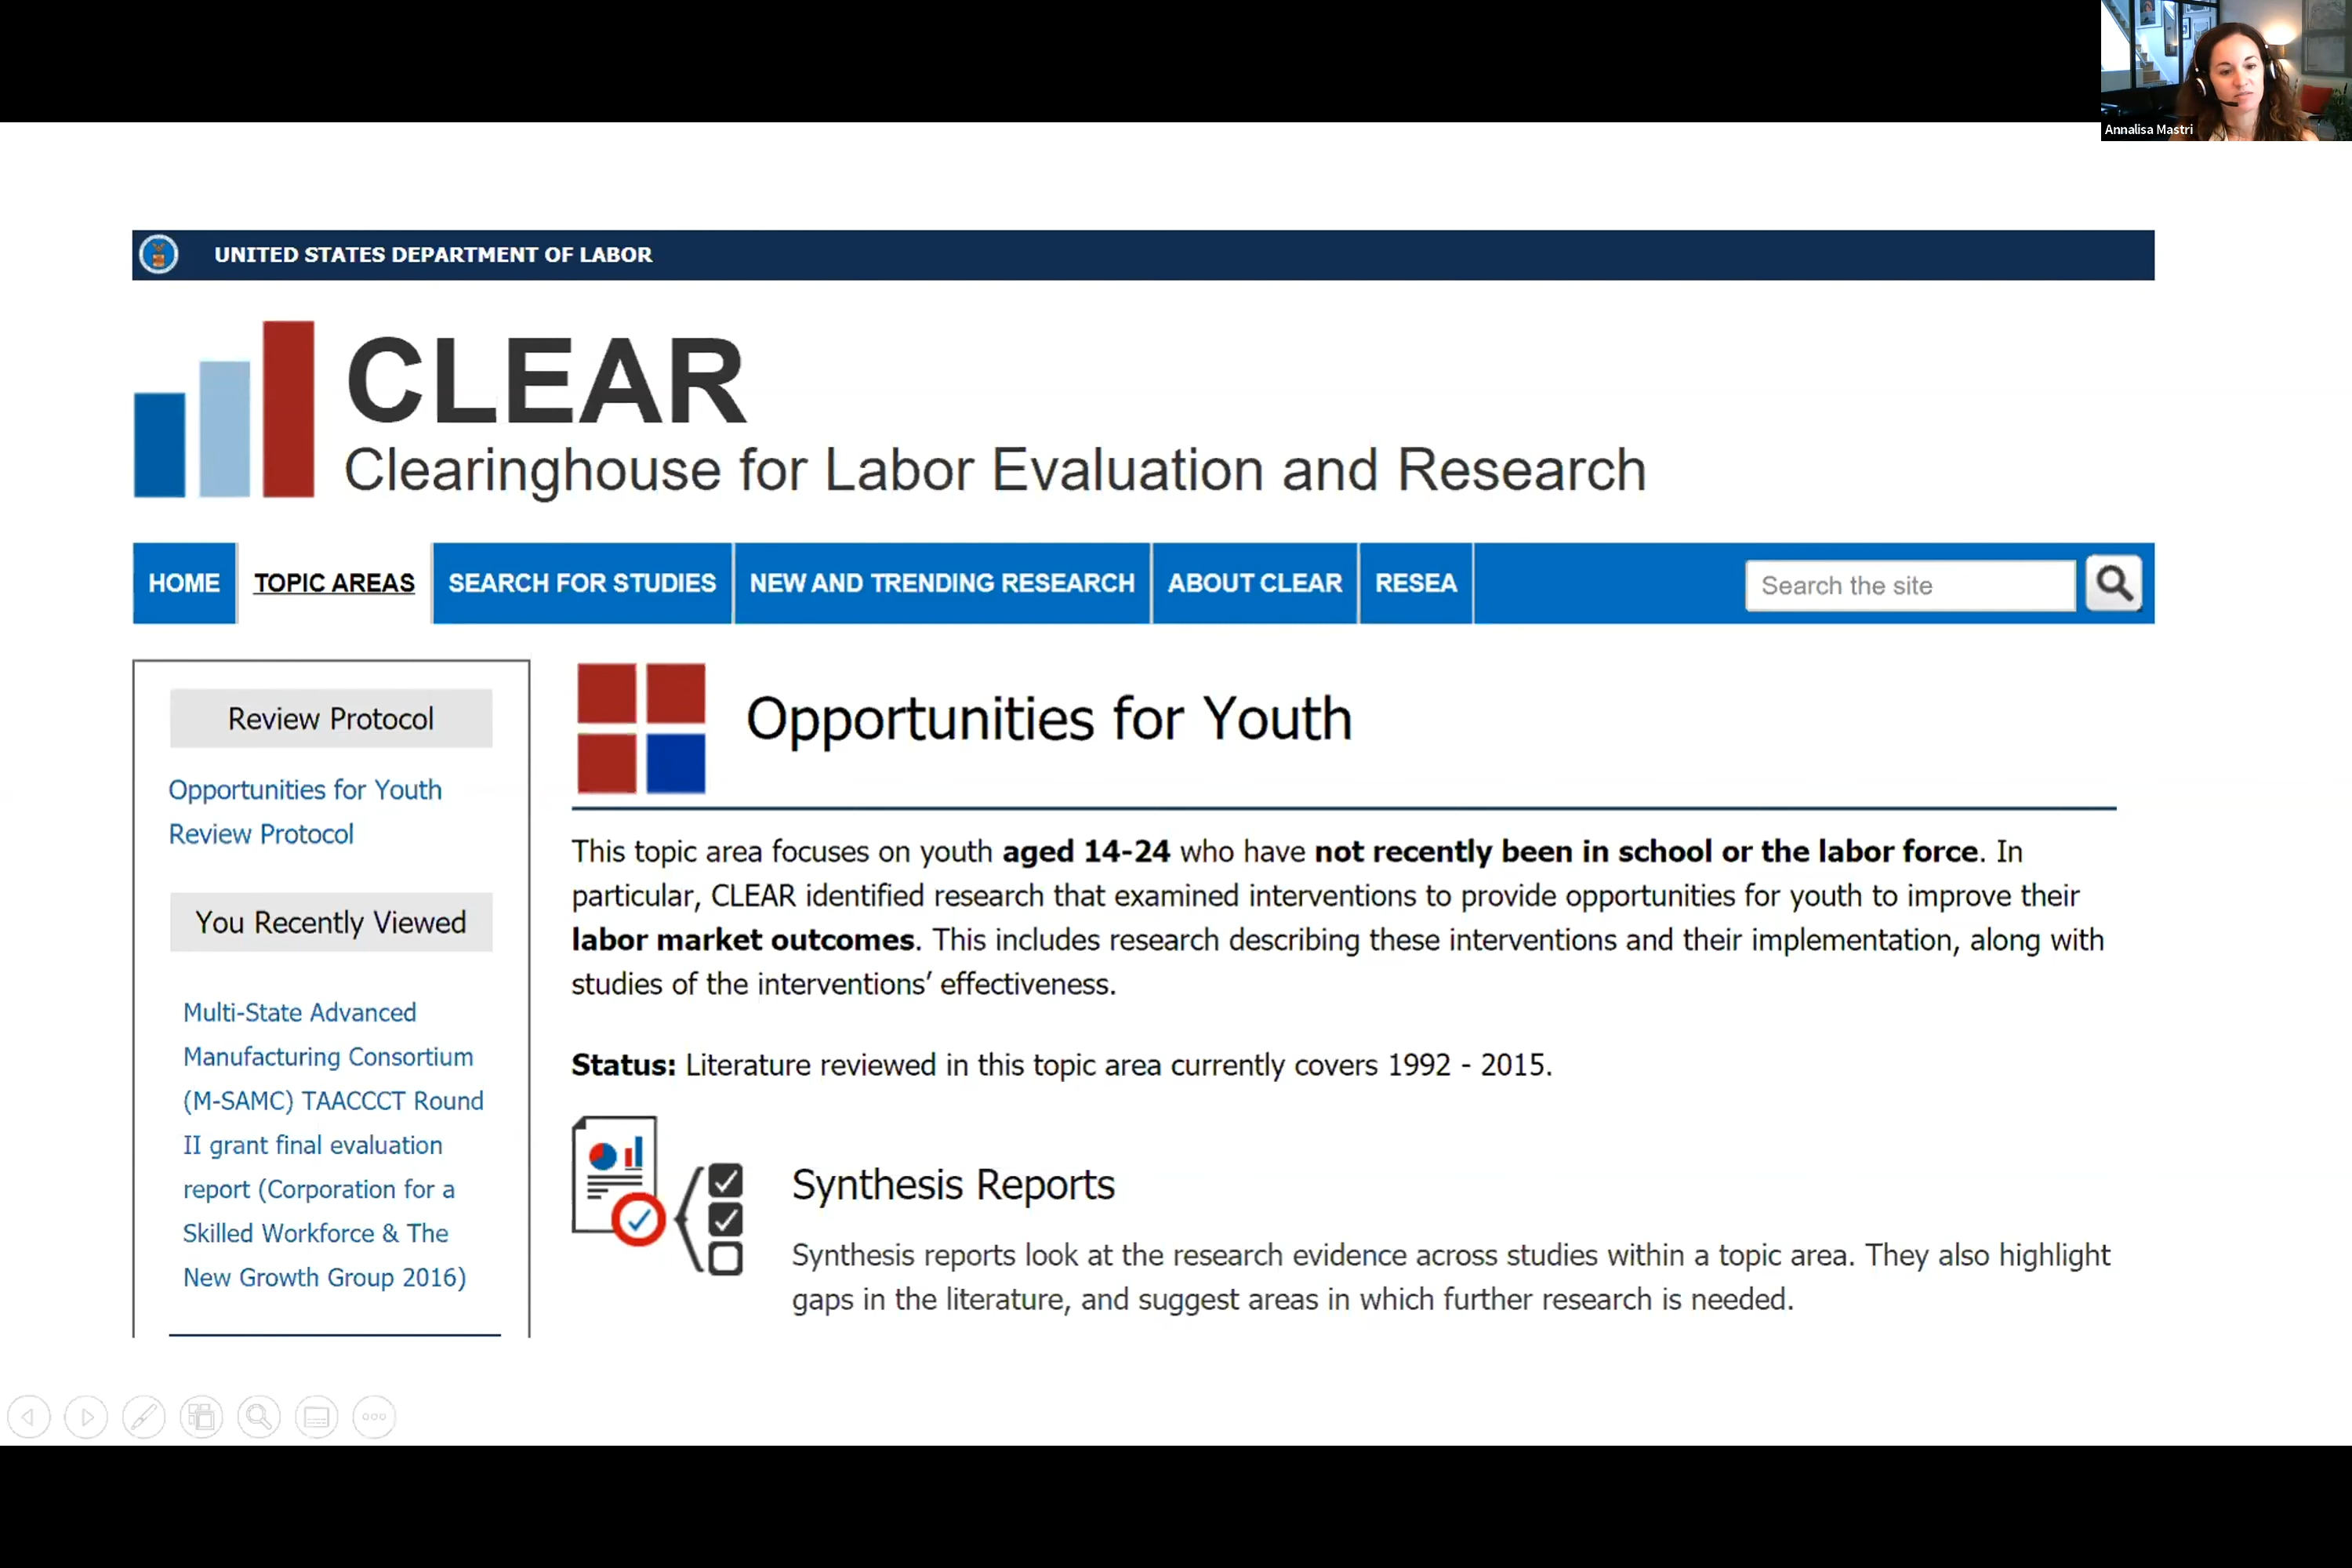 Annalisa Mastri
UNITED STATES DEPARTMENT OF LABOR
CLEAR
Clearinghouse for Labor Evaluation and Research
HOME
TOPIC AREAS
SEARCH FOR STUDIES
NEW AND TRENDING RESEARCH
ABOUT CLEAR
RESEA
Search the site
Review Protocol
Opportunities for Youth
Review Protocol
You Recently Viewed
Multi-State Advanced
Manufacturing Consortium
(M-SAMC) TAACCCT Round
II grant final evaluation
report (Corporation for a
Skilled Workforce & The
New Growth Group 2016)
Opportunities for Youth
This topic area focuses on youth aged 14-24 who have not recently been in school or the labor force. In
particular, CLEAR identified research that examined interventions to provide opportunities for youth to improve their
labor market outcomes. This includes research describing these interventions and their implementation, along with
studies of the interventions’ effectiveness.
Status: Literature reviewed in this topic area currently covers 1992 - 2015.
Synthesis Reports
Synthesis reports look at the research evidence across studies within a topic area. They also highlight
gaps in the literature, and suggest areas in which further research is needed.